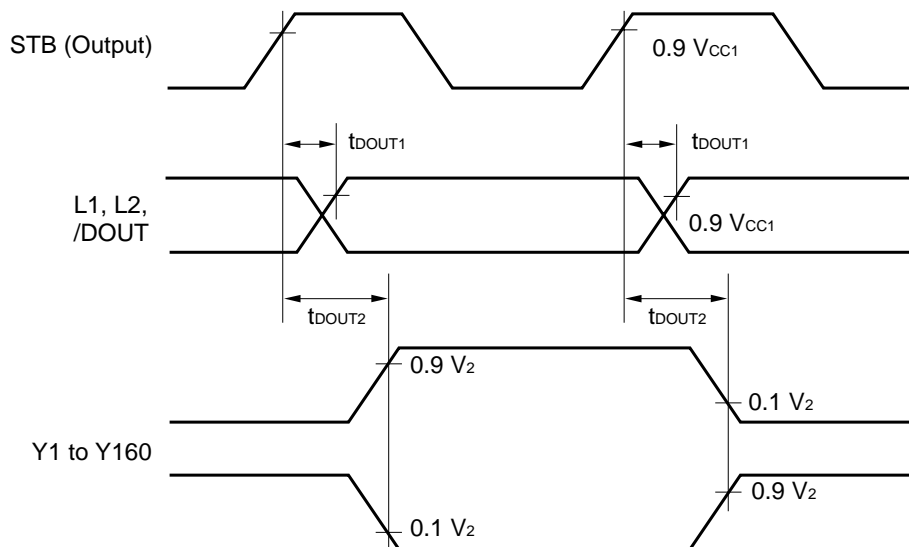 STB (Output)
0.9 VCC1
tDOUT1
tDOUT1
L1, L2,
/DOUT
0.9 VCC1
tDOUT2
tDOUT2
0.9 V2
0.1 V2
Y1 to Y160
0.9 V2
0.1 V2